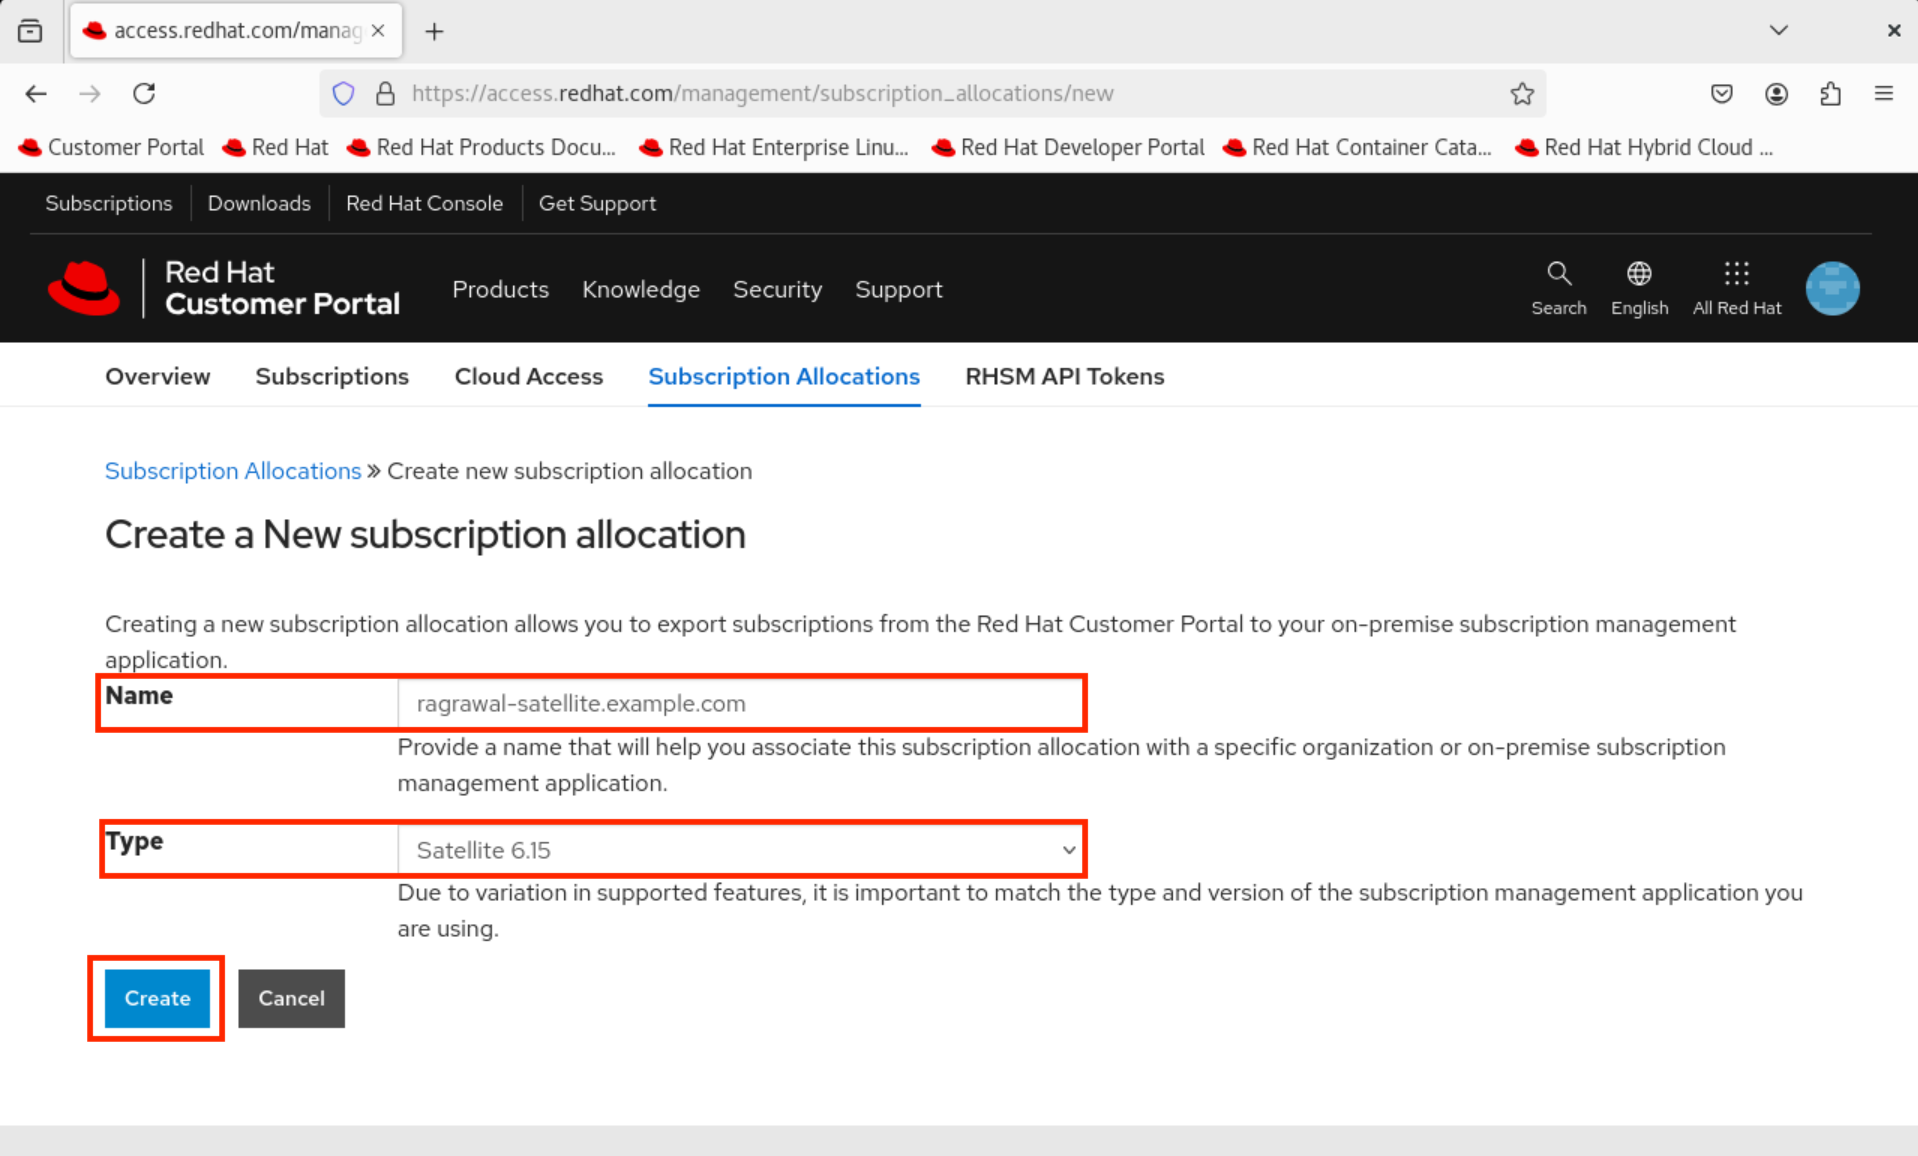 access.redhat.com/manag
https://access.redhat.com/management/subscription_allocations/new
Customer Portal Red Hat Red Hat Products Docu... Red Hat Enterprise Linu... Red Hat Developer Portal Red Hat Container Cata... Red Hat Hybrid Cloud ...
Subscriptions Downloads Red Hat Console Get Support
Red Hat
Customer Portal
Products Knowledge Security Support
Search English All Red Hat
Overview Subscriptions Cloud Access Subscription Allocations RHSM API Tokens
Subscription Allocations » Create new subscription allocation
Create a New subscription allocation
Creating a new subscription allocation allows you to export subscriptions from the Red Hat Customer Portal to your on-premise subscription management
application.
Name ragrawal-satellite.example.com
Provide a name that will help you associate this subscription allocation with a specific organization or on-premise subscription
management application.
Type Satellite 6.15
Due to variation in supported features, it is important to match the type and version of the subscription management application you
are using.
Create Cancel